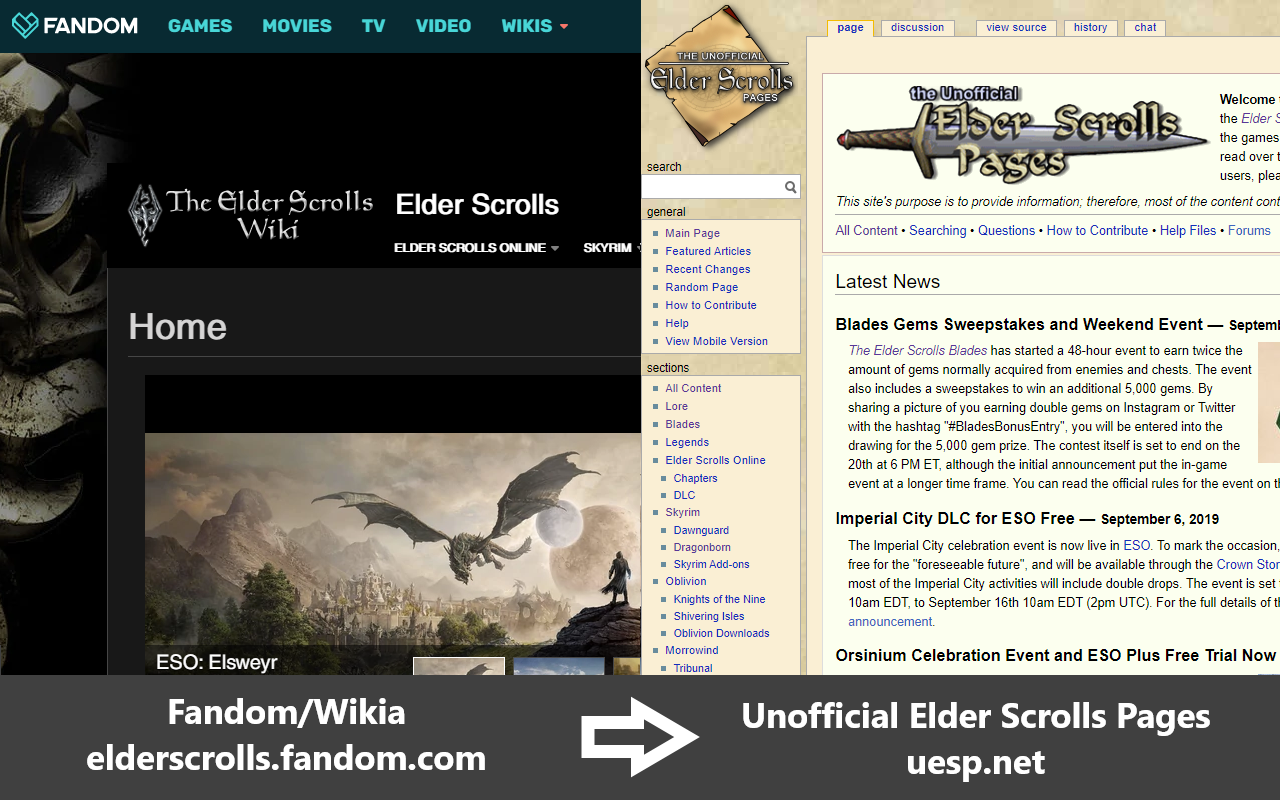 FANDOM GAMES MOVIES TV VIDEO WIKIS
The Elder Scrolls
Wiki
Elder Scrolls
ELDER SCROLLS ONLINE SKYRIM
Home
ESO: Elsweyr
THE UNOFFICIAL
Elder Scrolls
PAGES
search
general
Main Page
Featured Articles
Recent Changes
Random Page
How to Contribute
Help
View Mobile Version
sections
All Content
Lore
Blades
Legends
Elder Scrolls Online
Chapters
DLC
Skyrim
Dawnguard
Dragonborn
Skyrim Add-ons
Oblivion
Knights of the Nine
Shivering Isles
Oblivion Downloads
Morrowind
Tribunal
page discussion view source history chat
the Unofficial
Elder Scrolls
Pages
Welcome
the Elder S
the games
read over t
users, plea
This site's purpose is to provide information; therefore, most of the content cont
All Content • Searching • Questions • How to Contribute • Help Files • Forums
Latest News
Blades Gems Sweepstakes and Weekend Event — Septemb
The Elder Scrolls Blades has started a 48-hour event to earn twice the
amount of gems normally acquired from enemies and chests. The event
also includes a sweepstakes to win an additional 5,000 gems. By
sharing a picture of you earning double gems on Instagram or Twitter
with the hashtag "#BladesBonusEntry", you will be entered into the
drawing for the 5,000 gem prize. The contest itself is set to end on the
20th at 6 PM ET, although the initial announcement put the in-game
event at a longer time frame. You can read the official rules for the event on th
Imperial City DLC for ESO Free — September 6, 2019
The Imperial City celebration event is now live in ESO. To mark the occasion,
free for the "foreseeable future", and will be available through the Crown Stor
most of the Imperial City activities will include double drops. The event is set
10am EDT, to September 16th 10am EDT (2pm UTC). For the full details of th
announcement.
Orsinium Celebration Event and ESO Plus Free Trial Now
Fandom/Wikia
elderscrolls.fandom.com
Unofficial Elder Scrolls Pages
uesp.net